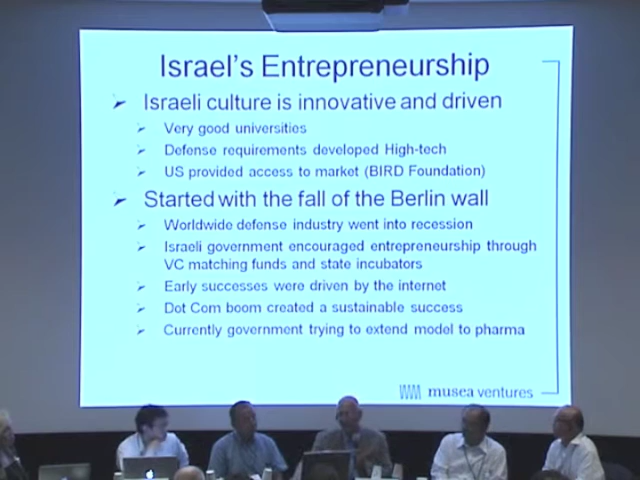 Israel's Entrepreneurship
Israeli culture is innovative and driven
Very good universities
Defense requirements developed High-tech
US provided access to market (BIRD Foundation)
Started with the fall of the Berlin wall
Worldwide defense industry went into recession
Israeli government encouraged entrepreneurship through
VC matching funds and state incubators
Early successes were driven by the internet
Dot Com boom created a sustainable success
Currently government trying to extend model to pharma
musea ventures